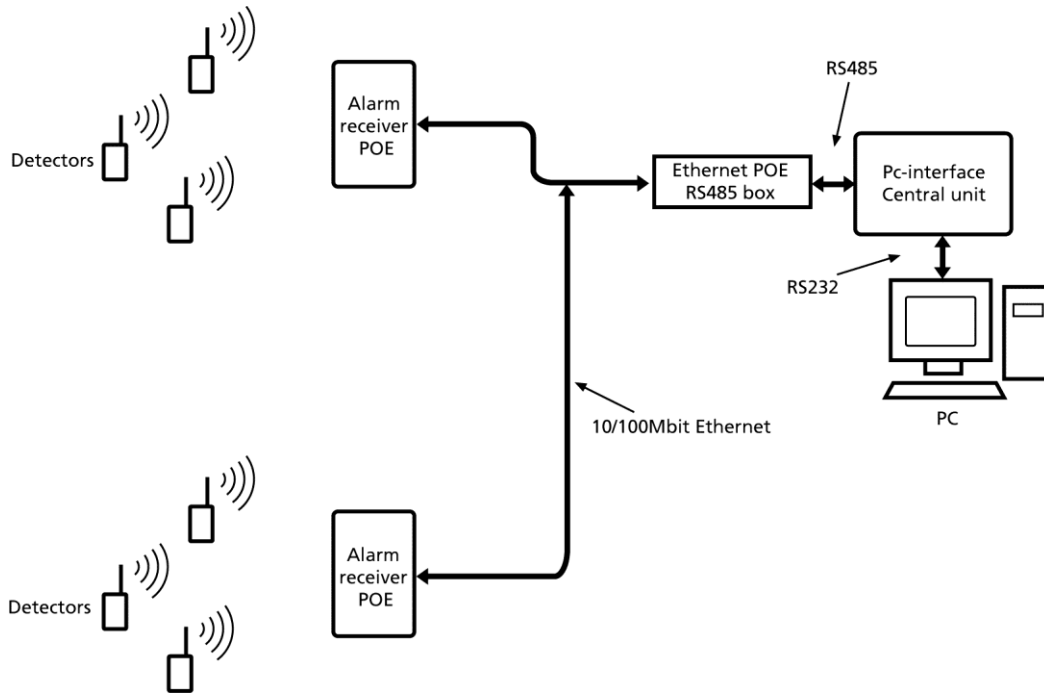 Detectors
Alarm
receiver
POE
RS485
Ethernet POE
RS485 box
Pc-interface
Central unit
RS232
PC
10/100Mbit Ethernet
Detectors
Alarm
receiver
POE